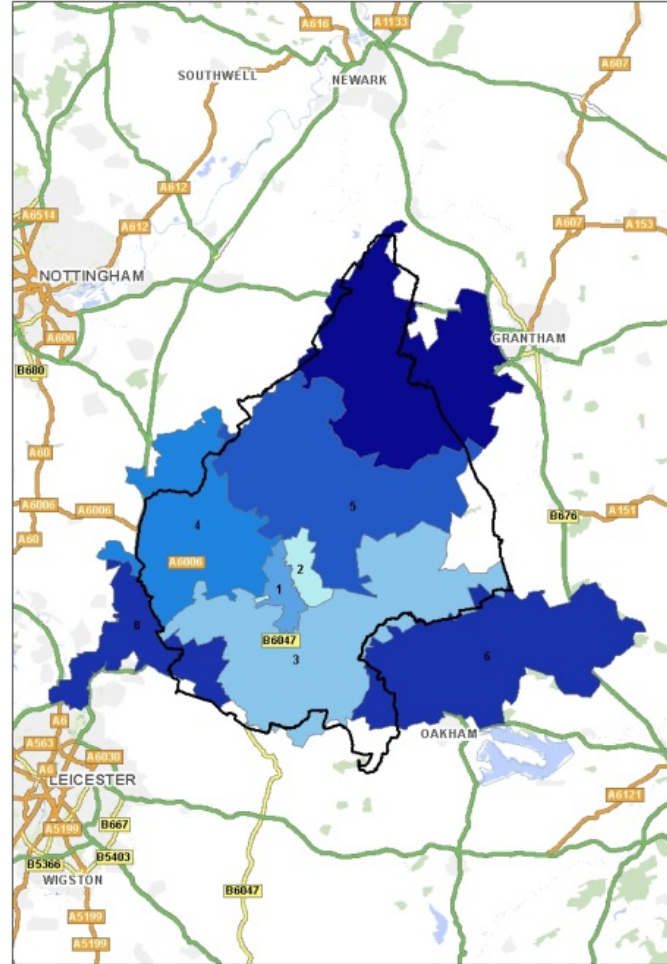 A616
A1133
SOUTHWELL
NEWARK
A607
A612
A6514
A612
A607
A153
NOTTINGHAM
A606
GRANTHAM
B680
A60
A6006
A6006
4
5
B676
A151
A60
A6006
2
1
8
B6047
3
6
A6
OAKHAM
A563
A6030
A6
LEICESTER
A6121
B667
A5199
B5366
B5403
WIGSTON
B6047
A5199
A5199